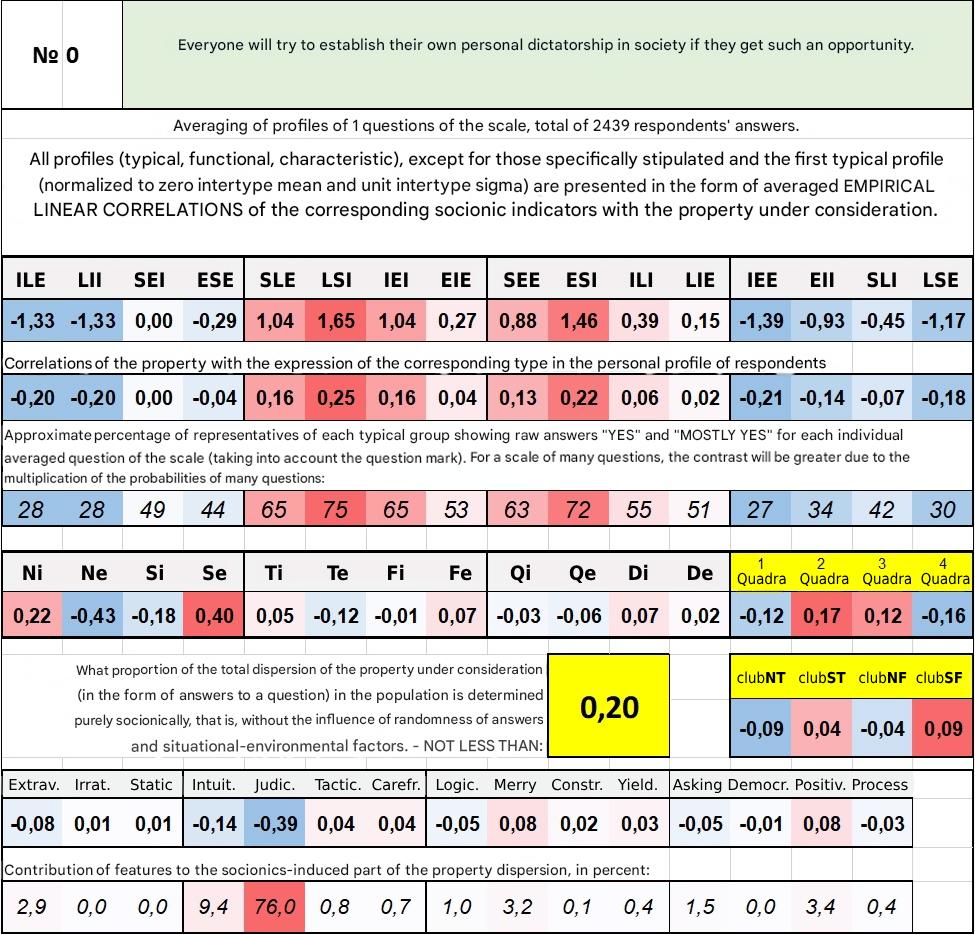 № 0
Everyone will try to establish their own personal dictatorship in society if they get such an opportunity.
Averaging of profiles of 1 questions of the scale, total of 2439 respondents' answers.
All profiles (typical, functional, characteristic), except for those specifically stipulated and the first typical profile
(normalized to zero intertype mean and unit intertype sigma) are presented in the form of averaged EMPIRICAL
LINEAR CORRELATIONS of the corresponding socionic indicators with the property under consideration.
ILE LII SEI ESE SLE LSI IEI EIE SEE ESI ILI LIE IEE EII SLI LSE
-1,33 -1,33 0,00 -0,29 1,04 1,65 1,04 0,27 0,88 1,46 0,39 0,15 -1,39 -0,93 -0,45 -1,17
Correlations of the property with the expression of the corresponding type in the personal profile of respondents
-0,20 -0,20 0,00 -0,04 0,16 0,25 0,16 0,04 0,13 0,22 0,06 0,02 -0,21 -0,14 -0,07 -0,18
Approximate percentage of representatives of each typical group showing raw answers "YES" and "MOSTLY YES" for each individual
averaged question of the scale (taking into account the question mark). For a scale of many questions, the contrast will be greater due to the
multiplication of the probabilities of many questions:
28 28 49 44 65 75 65 53 63 72 55 51 27 34 42 30
Ni Ne Si Se Ti Te Fi Fe Qi Qe Di De 1 Quadra 2 Quadra 3 Quadra 4 Quadra
0,22 -0,43 -0,18 0,40 0,05 -0,12 -0,01 0,07 -0,03 -0,06 0,07 0,02 -0,12 0,17 0,12 -0,16
What proportion of the total dispersion of the property under consideration
(in the form of answers to a question) in the population is determined
purely socionically, that is, without the influence of randomness of answers
and situational-environmental factors. - NOT LESS THAN:
0,20
clubNT clubST clubNF clubSF
-0,09 0,04 -0,04 0,09
Extrav. Irrat. Static Intuit. Judic. Tactic. Carefr. Logic. Merry Constr. Yield. Asking Democr. Positiv. Process
-0,08 0,01 0,01 -0,14 -0,39 0,04 0,04 -0,05 0,08 0,02 0,03 -0,05 -0,01 0,08 -0,03
Contribution of features to the socionics-induced part of the property dispersion, in percent:
2,9 0,0 0,0 9,4 76,0 0,8 0,7 1,0 3,2 0,1 0,4 1,5 0,0 3,4 0,4